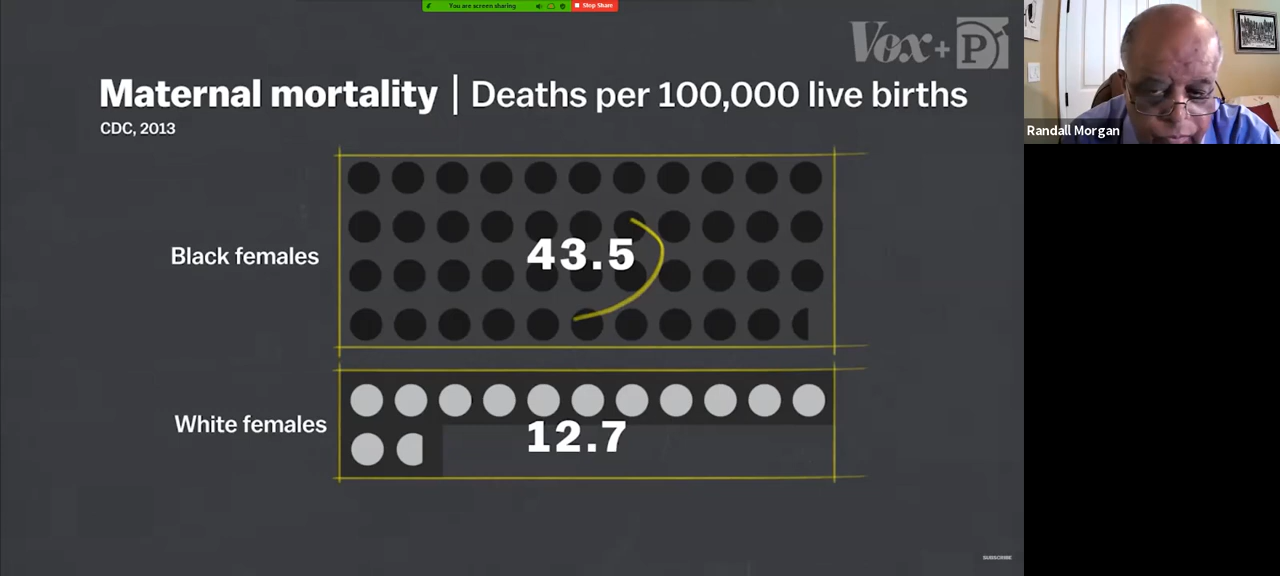 You are screen sharing
Stop Share
Vox+P
Maternal mortality | Deaths per 100,000 live births
CDC, 2013
Randall Morgan
Black females
43.5
White females
12.7
SUBSCRIBE